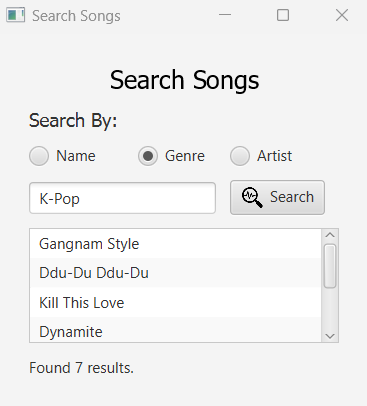 Search Songs
Search Songs
Search By:
Name Genre Artist
K-Pop Search
Gangnam Style
Ddu-Du Ddu-Du
Kill This Love
Dynamite
Found 7 results.